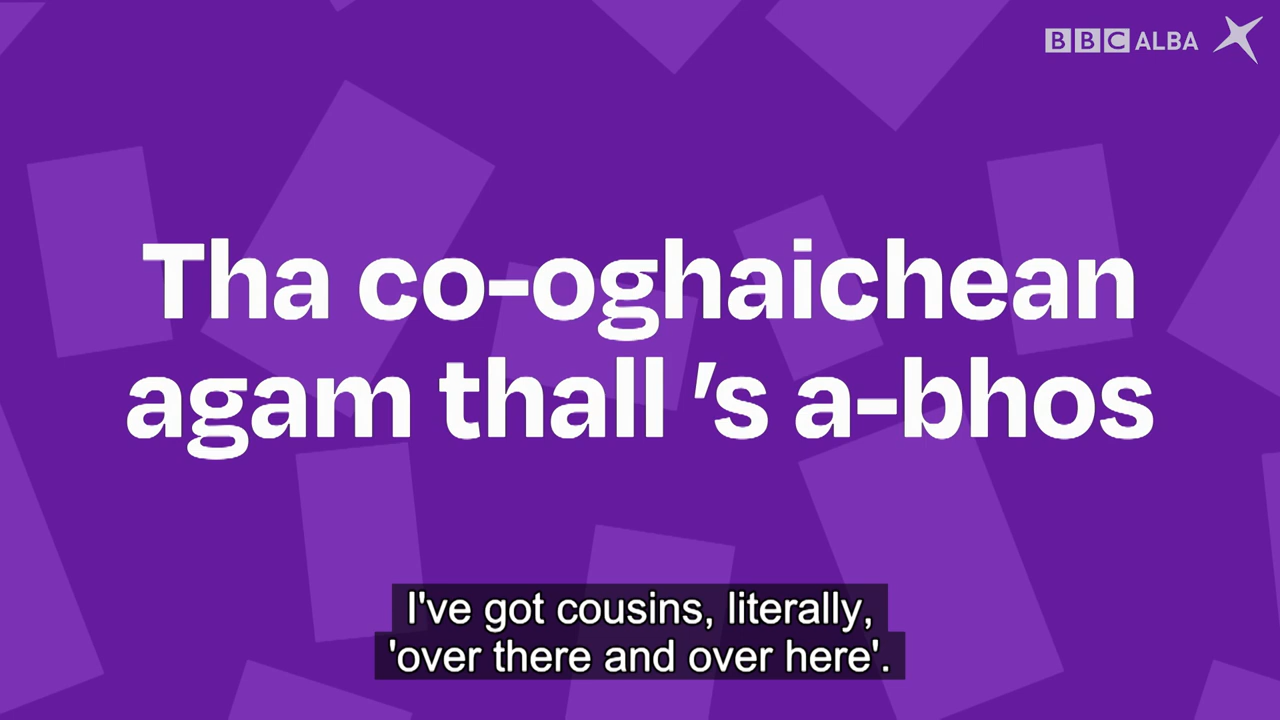 BBC ALBA
Tha co-oghaichean
agam thall ’s a-bhos
I've got cousins, literally,
'over there and over here'.